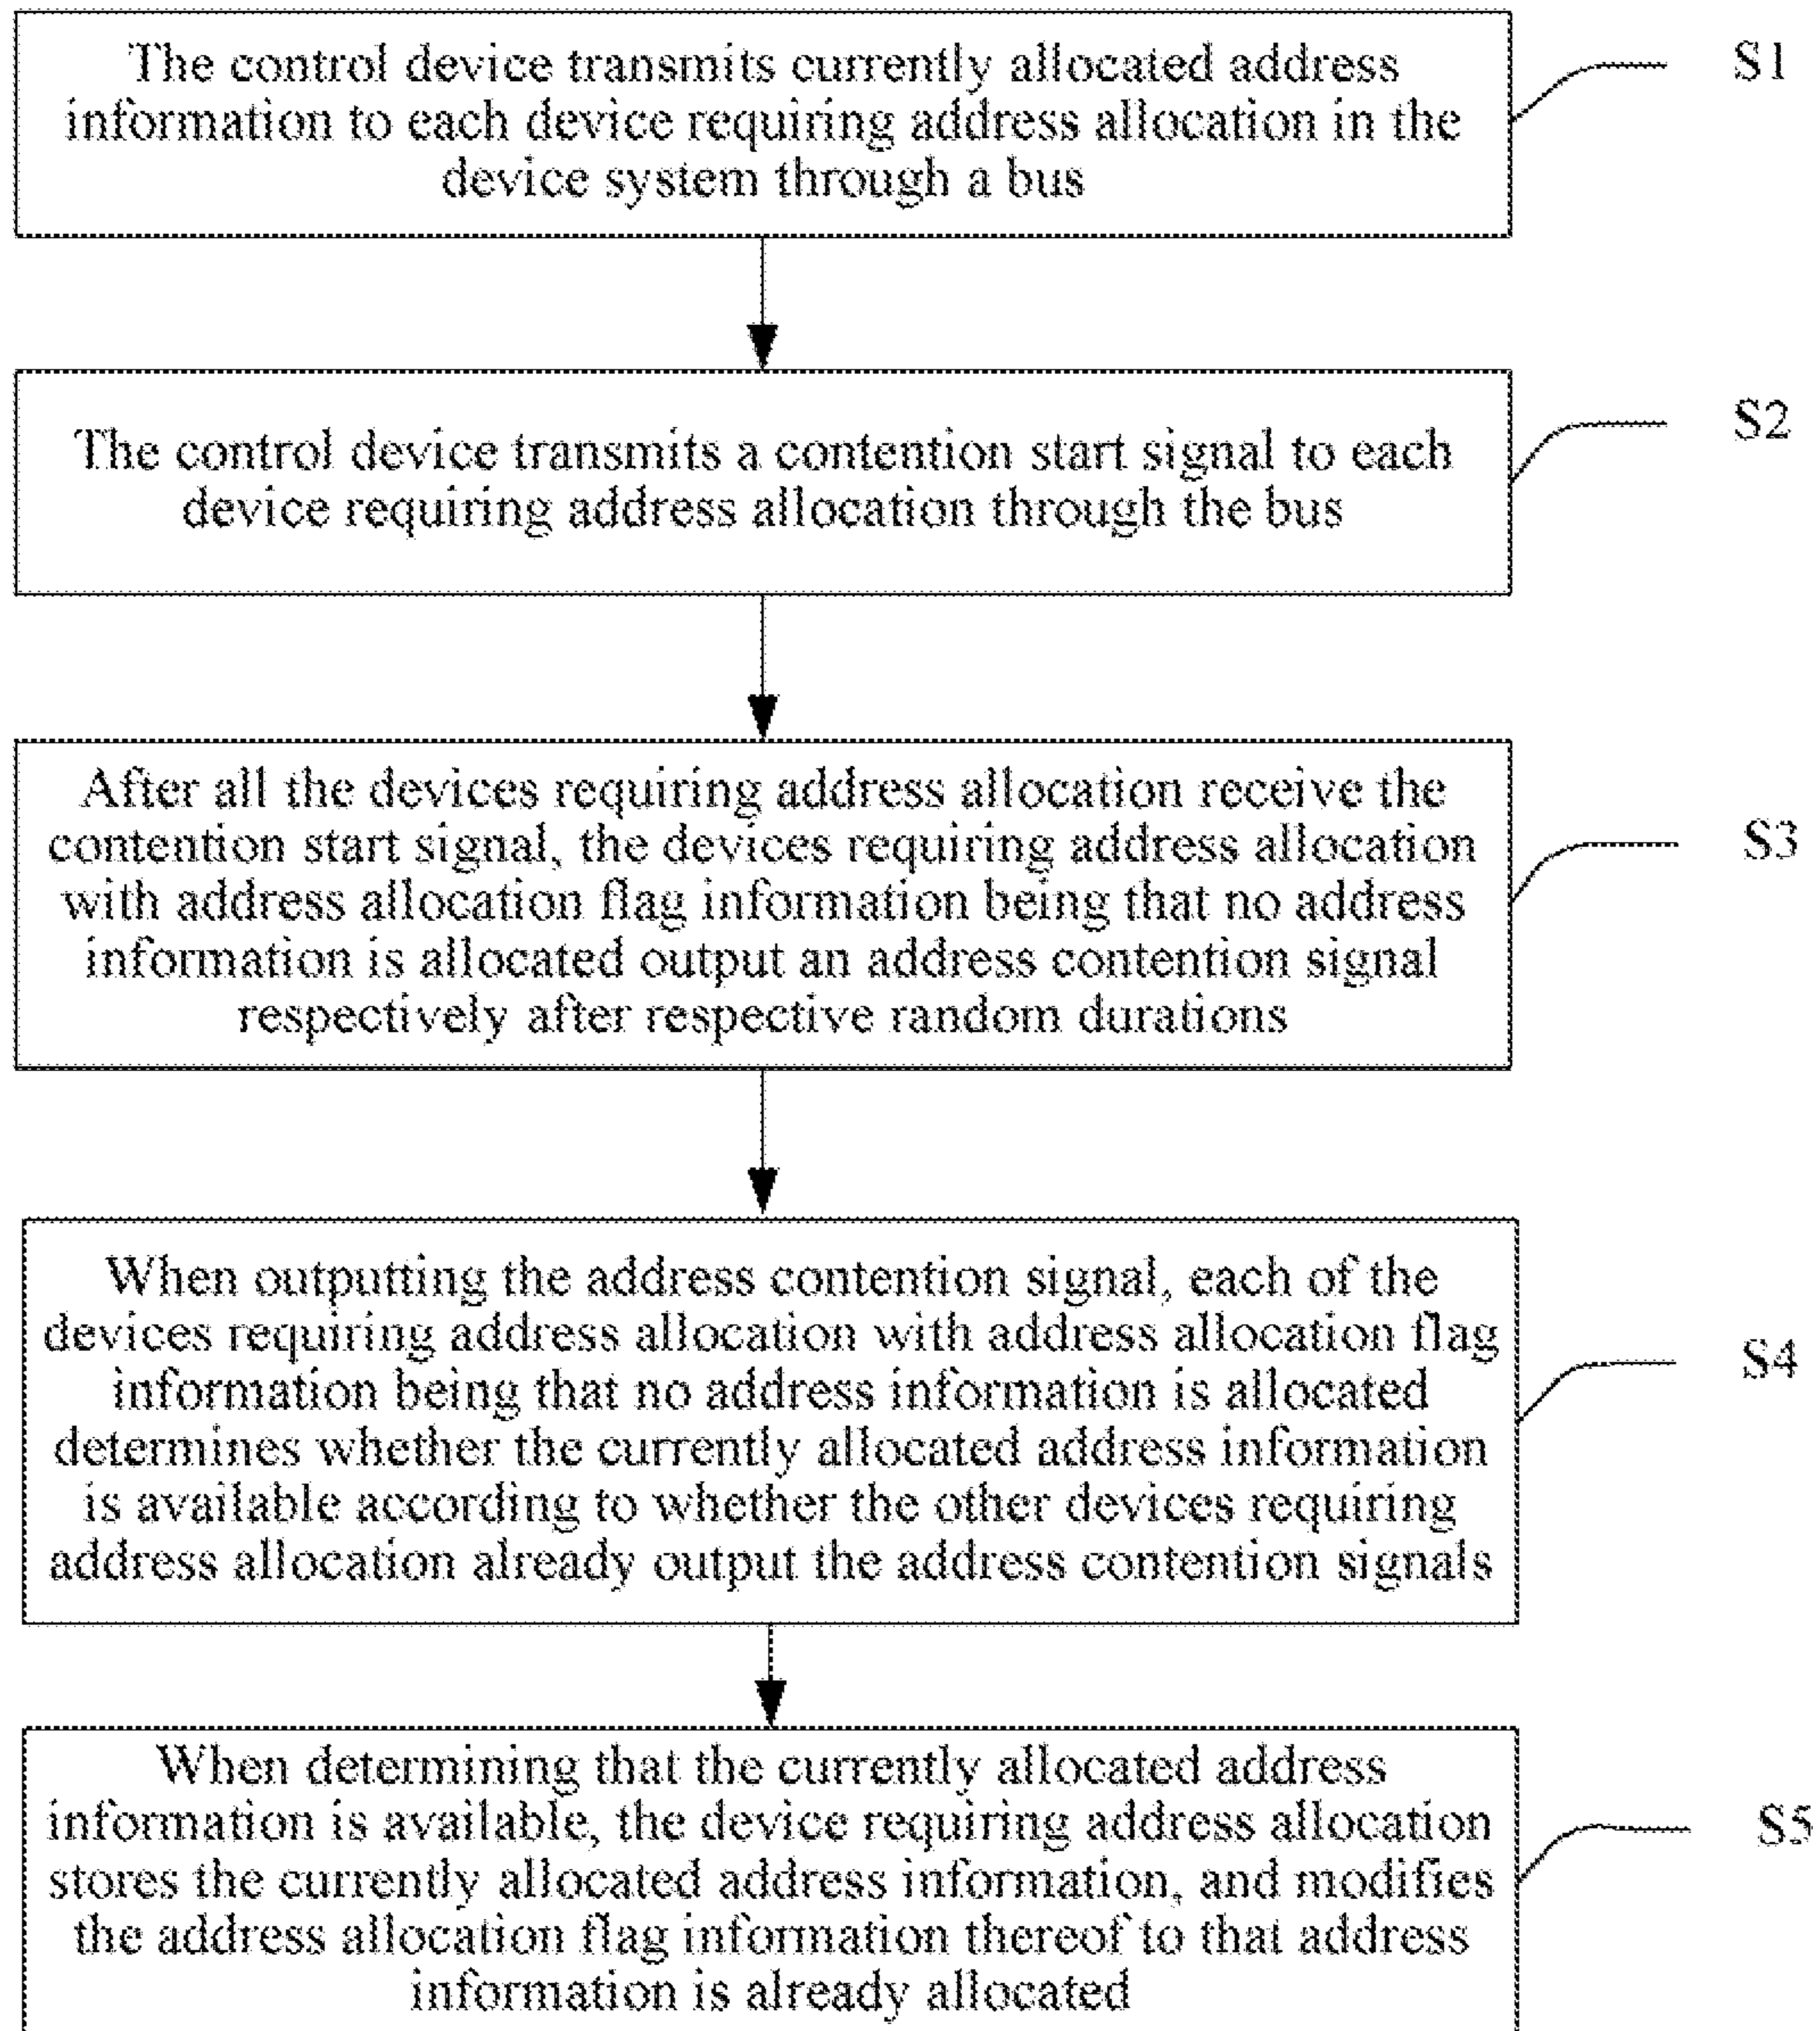 The control device transmits currently allocated address
information to each device requiring address allocation in the
device system through a bus
S1
The control device transmits a contention start signal to each
device requiring address allocation through the bus
S2
After all the devices requiring address allocation receive the
contention start signal, the devices requiring address allocation
with address allocation flag information being that no address
information is allocated output an address contention signal
respectively after respective random durations
S3
When outputting the address contention signal, each of the
devices requiring address allocation with address allocation flag
information being that no address information is allocated
determines whether the currently allocated address information
is available according to whether the other devices requiring
address allocation already output the address contention signals
S4
When determining that the currently allocated address
information is available, the device requiring address allocation
stores the currently allocated address information, and modifies
the address allocation flag information thereof to that address
information is already allocated
S5